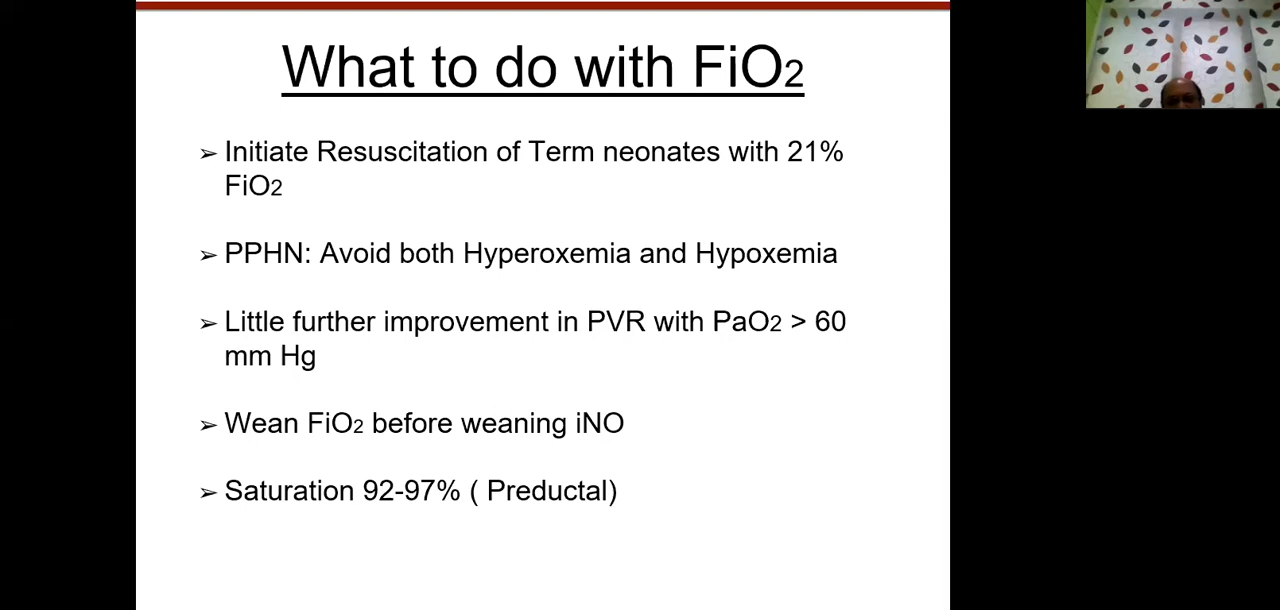 What to do with FiO2
➢ Initiate Resuscitation of Term neonates with 21%
FiO2
➢ PPHN: Avoid both Hyperoxemia and Hypoxemia
➢ Little further improvement in PVR with PaO2 > 60
mm Hg
➢ Wean FiO2 before weaning iNO
➢ Saturation 92-97% ( Preductal)